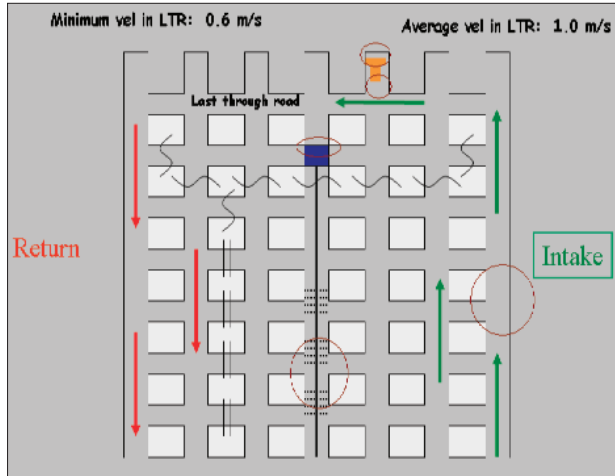 Minimum vel in LTR: 0.6 m/s
Average vel in LTR: 1.0 m/s
Last through road
Return
Intake